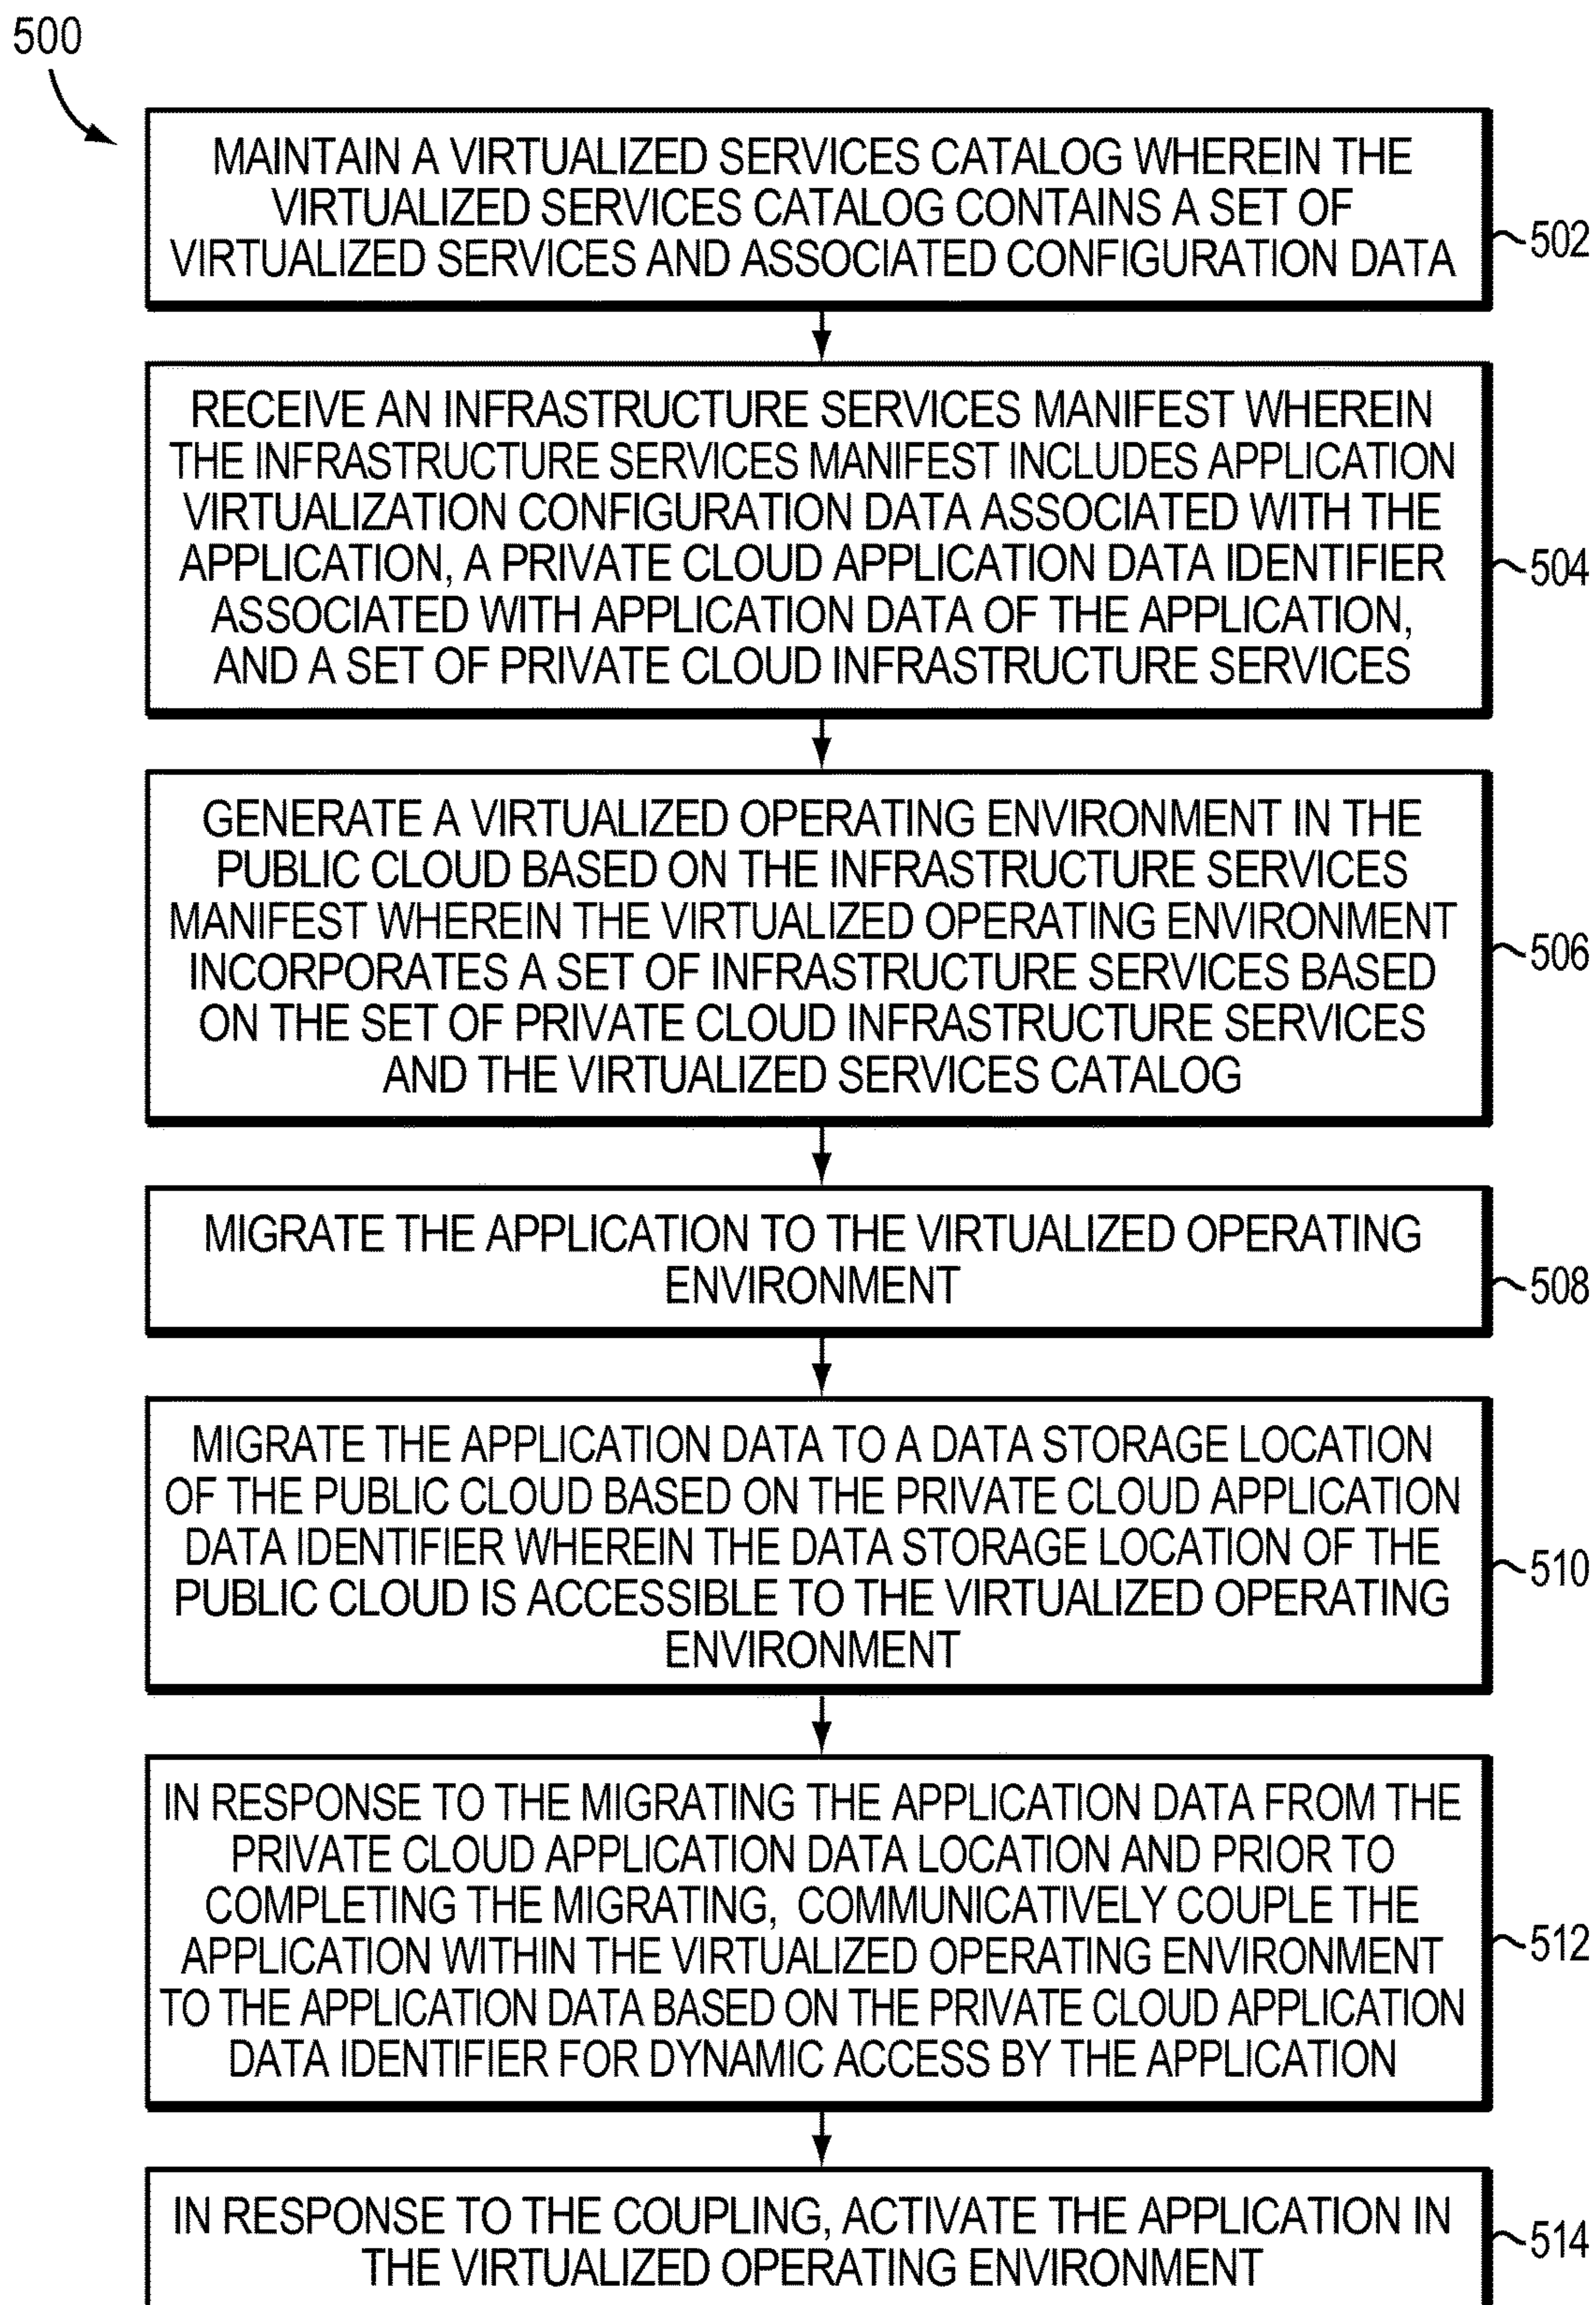 500
MAINTAIN A VIRTUALIZED SERVICES CATALOG WHEREIN THE
VIRTUALIZED SERVICES CATALOG CONTAINS A SET OF
VIRTUALIZED SERVICES AND ASSOCIATED CONFIGURATION DATA
502
RECEIVE AN INFRASTRUCTURE SERVICES MANIFEST WHEREIN
THE INFRASTRUCTURE SERVICES MANIFEST INCLUDES APPLICATION
VIRTUALIZATION CONFIGURATION DATA ASSOCIATED WITH THE
APPLICATION, A PRIVATE CLOUD APPLICATION DATA IDENTIFIER
ASSOCIATED WITH APPLICATION DATA OF THE APPLICATION,
AND A SET OF PRIVATE CLOUD INFRASTRUCTURE SERVICES
504
GENERATE A VIRTUALIZED OPERATING ENVIRONMENT IN THE
PUBLIC CLOUD BASED ON THE INFRASTRUCTURE SERVICES
MANIFEST WHEREIN THE VIRTUALIZED OPERATING ENVIRONMENT
INCORPORATES A SET OF INFRASTRUCTURE SERVICES BASED
ON THE SET OF PRIVATE CLOUD INFRASTRUCTURE SERVICES
AND THE VIRTUALIZED SERVICES CATALOG
506
MIGRATE THE APPLICATION TO THE VIRTUALIZED OPERATING
ENVIRONMENT
508
MIGRATE THE APPLICATION DATA TO A DATA STORAGE LOCATION
OF THE PUBLIC CLOUD BASED ON THE PRIVATE CLOUD APPLICATION
DATA IDENTIFIER WHEREIN THE DATA STORAGE LOCATION OF THE
PUBLIC CLOUD IS ACCESSIBLE TO THE VIRTUALIZED OPERATING
ENVIRONMENT
510
IN RESPONSE TO THE MIGRATING THE APPLICATION DATA FROM THE
PRIVATE CLOUD APPLICATION DATA LOCATION AND PRIOR TO
COMPLETING THE MIGRATING, COMMUNICATIVELY COUPLE THE
APPLICATION WITHIN THE VIRTUALIZED OPERATING ENVIRONMENT
TO THE APPLICATION DATA BASED ON THE PRIVATE CLOUD APPLICATION
DATA IDENTIFIER FOR DYNAMIC ACCESS BY THE APPLICATION
512
IN RESPONSE TO THE COUPLING, ACTIVATE THE APPLICATION IN
THE VIRTUALIZED OPERATING ENVIRONMENT
514